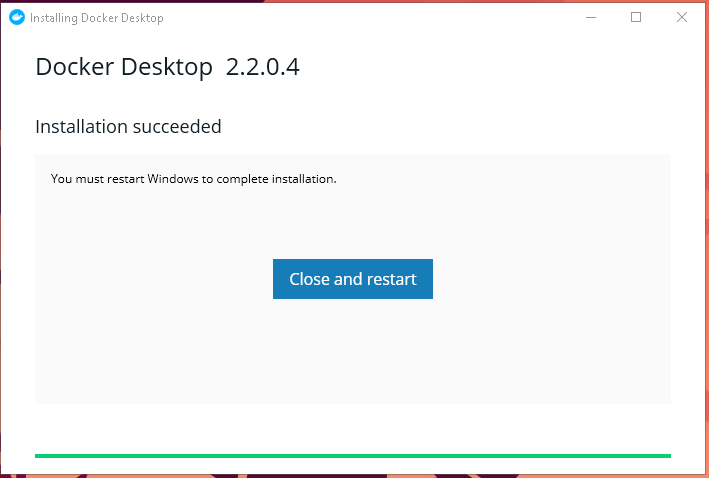 Installing Docker Desktop
Docker Desktop 2.2.0.4
Installation succeeded
You must restart Windows to complete installation.
Close and restart